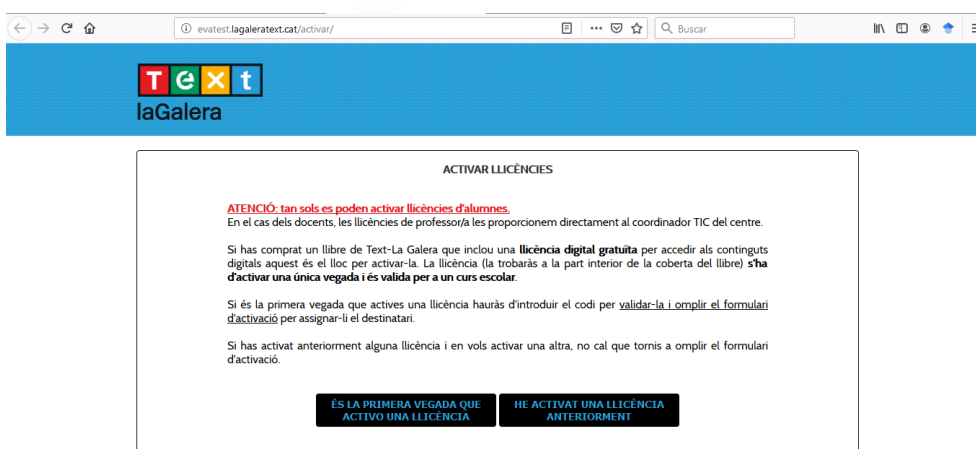 evatest.lagaleratext.cat/activar/
Buscar
Text
laGalera
ACTIVAR LLICÈNCIES
ATENCIÓ: tan sols es poden activar llicències d'alumnes.
En el cas dels docents, les llicències de professor/a les proporcionem directament al coordinador TIC del centre.
Si has comprat un llibre de Text-La Galera que inclou una llicència digital gratuïta per accedir als continguts
digitals aquest és el lloc per activar-la. La llicència (la trobaràs a la part interior de la coberta del llibre) s'ha
d'activar una única vegada i és valida per a un curs escolar.
Si és la primera vegada que actives una llicència hauràs d'introduir el codi per validar-la i omplir el formulari
d'activació per assignar-li el destinatari.
Si has activat anteriorment alguna llicència i en vols activar una altra, no cal que tornis a omplir el formulari
d'activació.
ÉS LA PRIMERA VEGADA QUE
ACTIVO UNA LLICÈNCIA
HE ACTIVAT UNA LLICÈNCIA
ANTERIORMENT